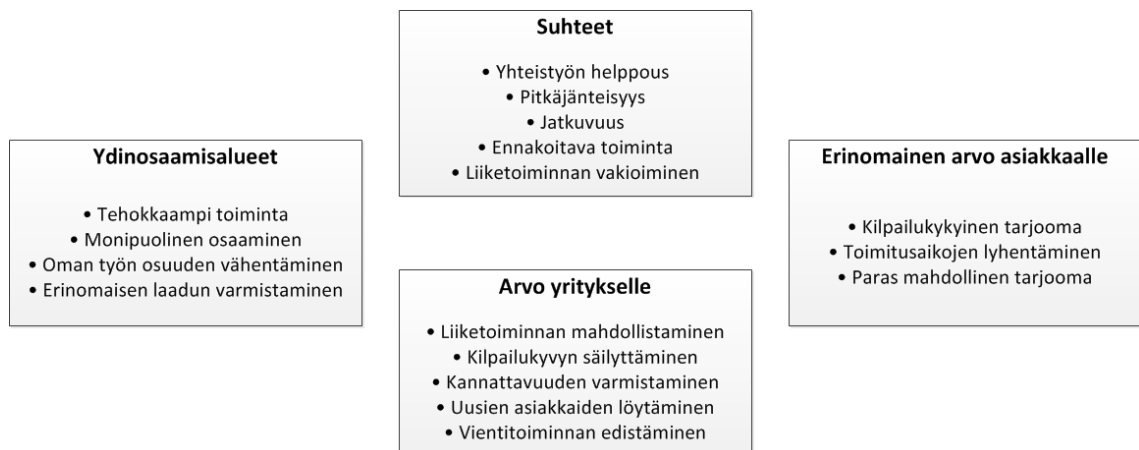 Suhteet
• Yhteistyön helppous
• Pitkäjänteisyys
• Jatkuvuus
• Ennakoitava toiminta
• Liiketoiminnan vakioiminen
Ydinosaamisalueet
• Tehokkaampi toiminta
• Monipuolinen osaaminen
• Oman työn osuuden vähentäminen
• Erinomaisen laadun varmistaminen
Erinomainen arvo asiakkaalle
• Kilpailukykyinen tarjooma
• Toimitusaikojen lyhentäminen
• Paras mahdollinen tarjooma
Arvo yritykselle
• Liiketoiminnan mahdollistaminen
• Kilpailukyvyn säilyttäminen
• Kannattavuuden varmistaminen
• Uusien asiakkaiden löytäminen
• Vientitoiminnan edistäminen